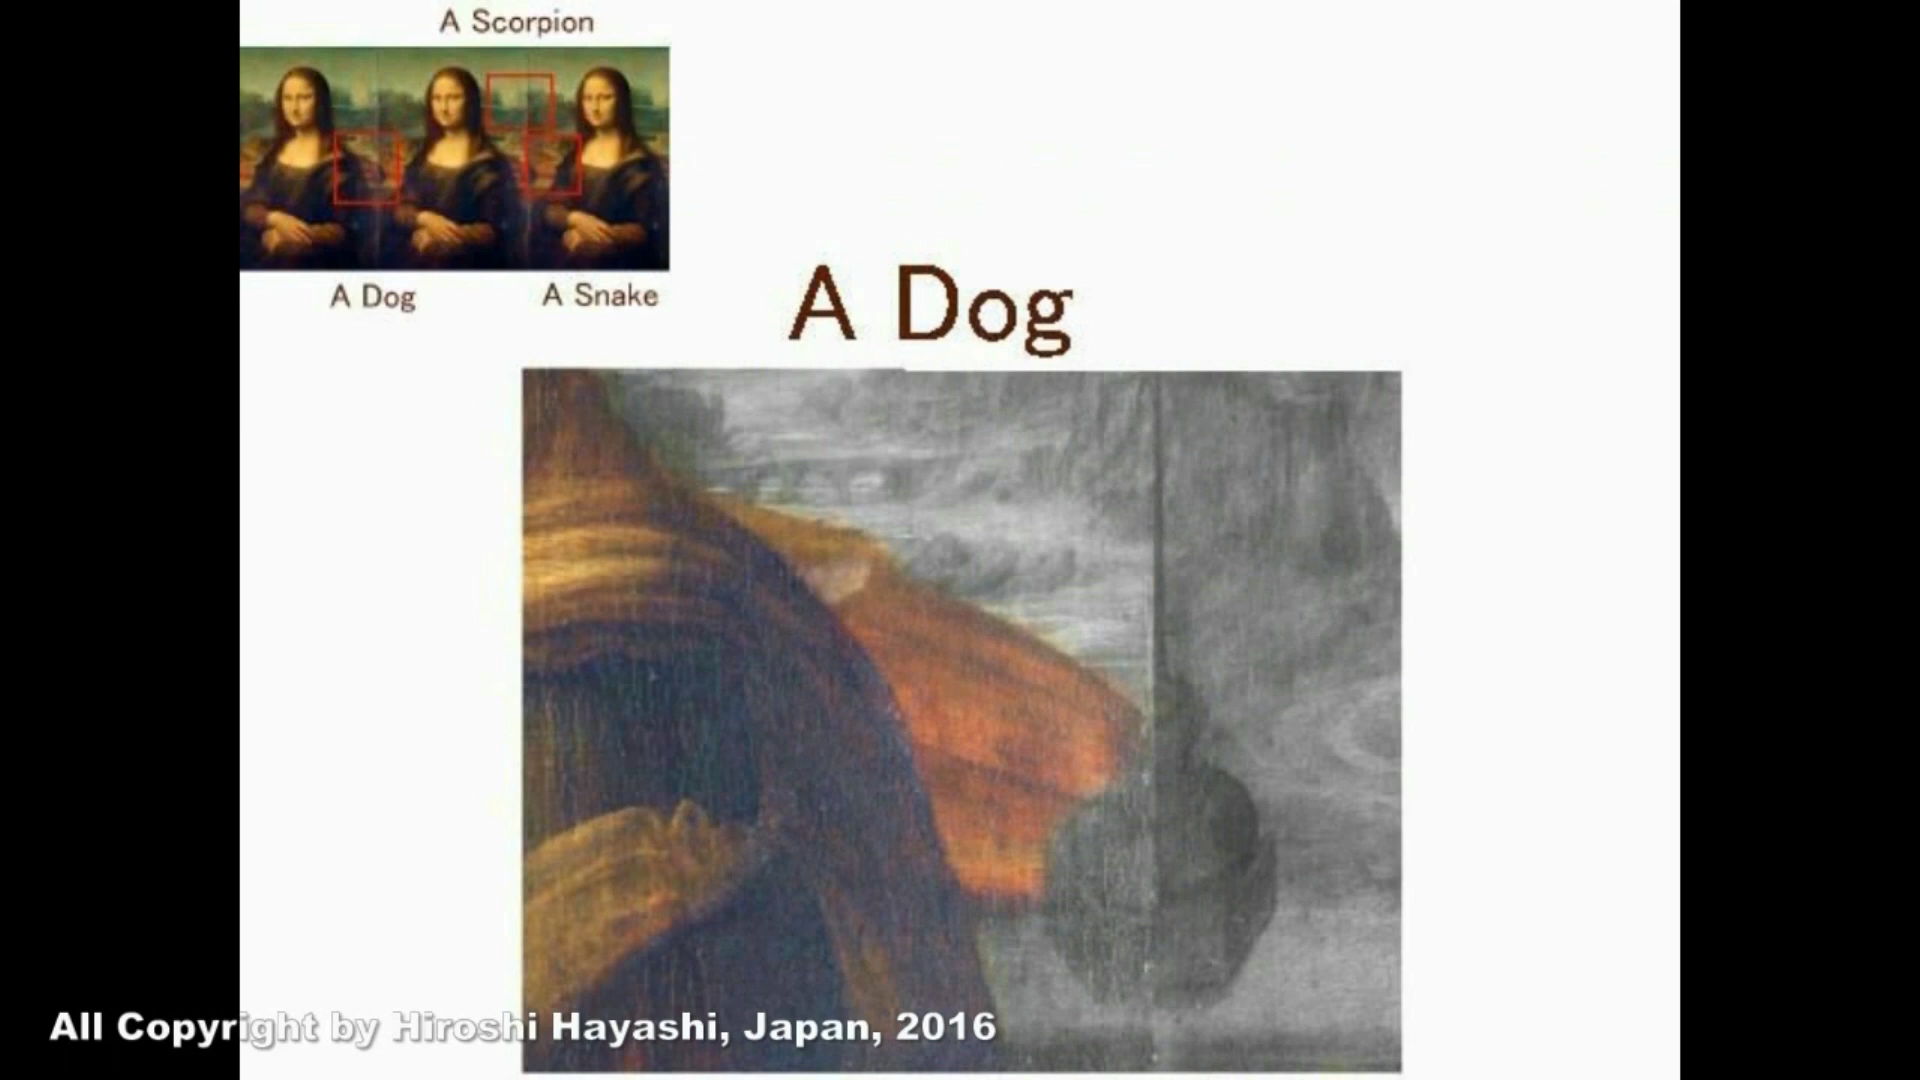 A Scorpion
A Dog
A Snake
A Dog
All Copyright by Hiroshi Hayashi, Japan, 2016